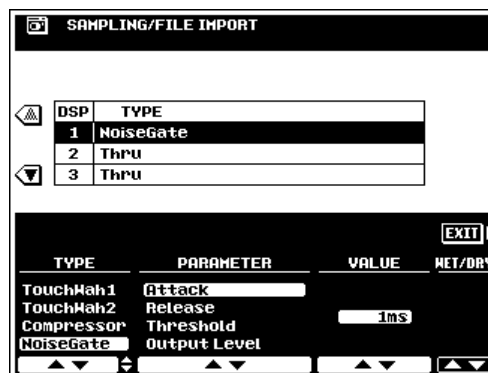 SAMPLING/FILE IMPORT
DSP TYPE
1 NoiseGate
2 Thru
3 Thru
EXIT
TYPE PARAMETER VALUE WET/DRY
TouchWah1 Attack
TouchWah2 Release
1ms
Compressor Threshold
NoiseGate Output Level